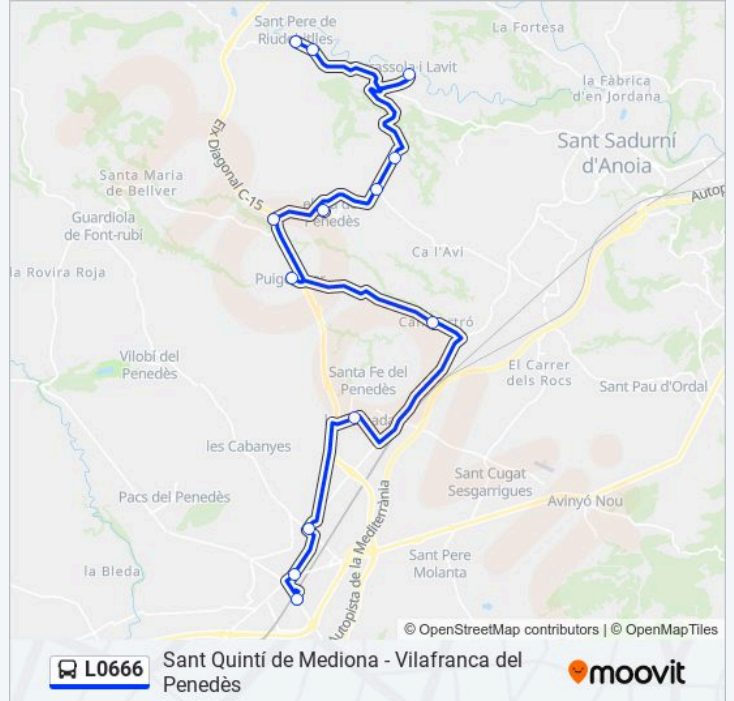 Sant Pere de
Riudebitlles
La Fortesa
la Fàbrica
d'en Jordana
Sant Sadurní
d'Anoia
Eix Diagonal C-15
Santa Maria
de Bellver
Guardiola
de Font-rubí
Penedès
Ca l'Avi
la Rovira Roja
Vilobí del
Penedès
Santa Fe del
Penedès
El Carrer
dels Rocs
Sant Pau d'Ordal
les Cabanyes
Sant Cugat
Sesgarrigues
Pacs del Penedès
Avinyó Nou
Autopista de la Mediterrània
Sant Pere
Molanta
la Bleda
© OpenStreetMap contributors | © OpenMapTiles
L0666
Sant Quintí de Mediona - Vilafranca del
Penedès
moovit